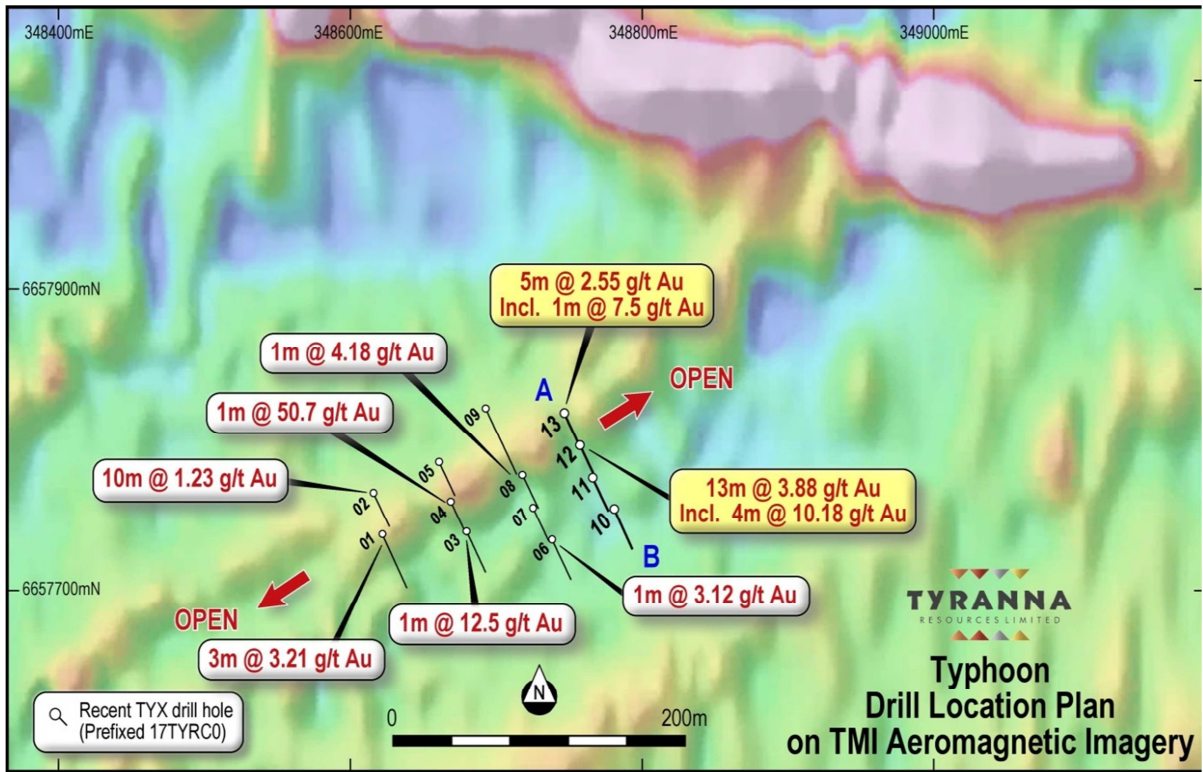 348400mE
348600mE
348800mE
349000mE
6657900mN
5m @ 2.55 g/t Au
Incl. 1m @ 7.5 g/t Au
1m @ 4.18 g/t Au
OPEN
A
1m @ 50.7 g/t Au
09
13
12
10m @ 1.23 g/t Au
05
02
08
11
13m @ 3.88 g/t Au
Incl. 4m @ 10.18 g/t Au
04
07
10
01
03
06
B
6657700mN
1m @ 3.12 g/t Au
OPEN
1m @ 12.5 g/t Au
3m @ 3.21 g/t Au
TYRANNA
RESOURCES LIMITED
N
Typhoon
Drill Location Plan
on TMI Aeromagnetic Imagery
Recent TYX drill hole
(Prefixed 17TYRC0)
0
200m